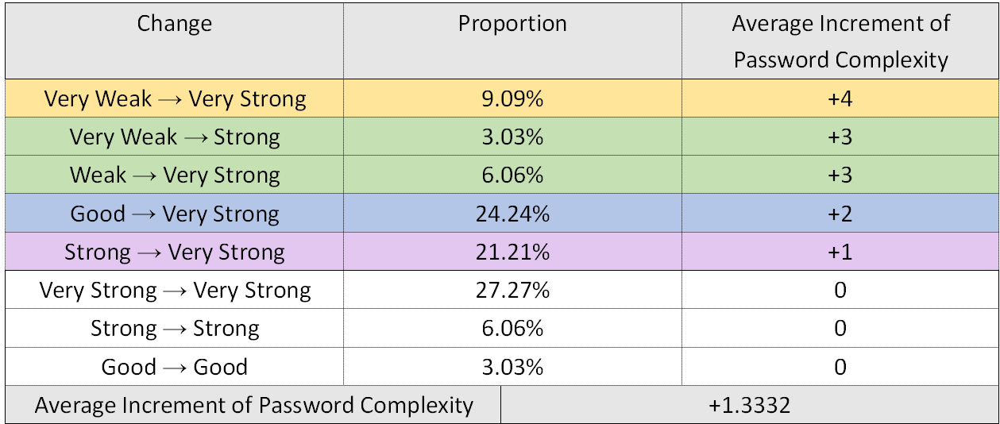 Change Proportion Average Increment of
Password Complexity
Very Weak → Very Strong 9.09% +4
Very Weak → Strong 3.03% +3
Weak → Very Strong 6.06% +3
Good → Very Strong 24.24% +2
Strong → Very Strong 21.21% +1
Very Strong → Very Strong 27.27% 0
Strong → Strong 6.06% 0
Good → Good 3.03% 0
Average Increment of Password Complexity +1.3332